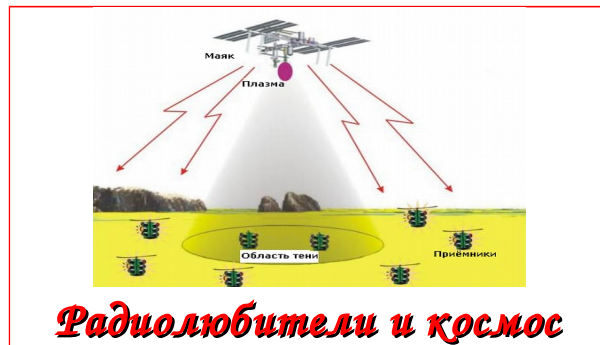 Маяк
Плазма
Область тени
Приёмники
Радиолюбители и космос